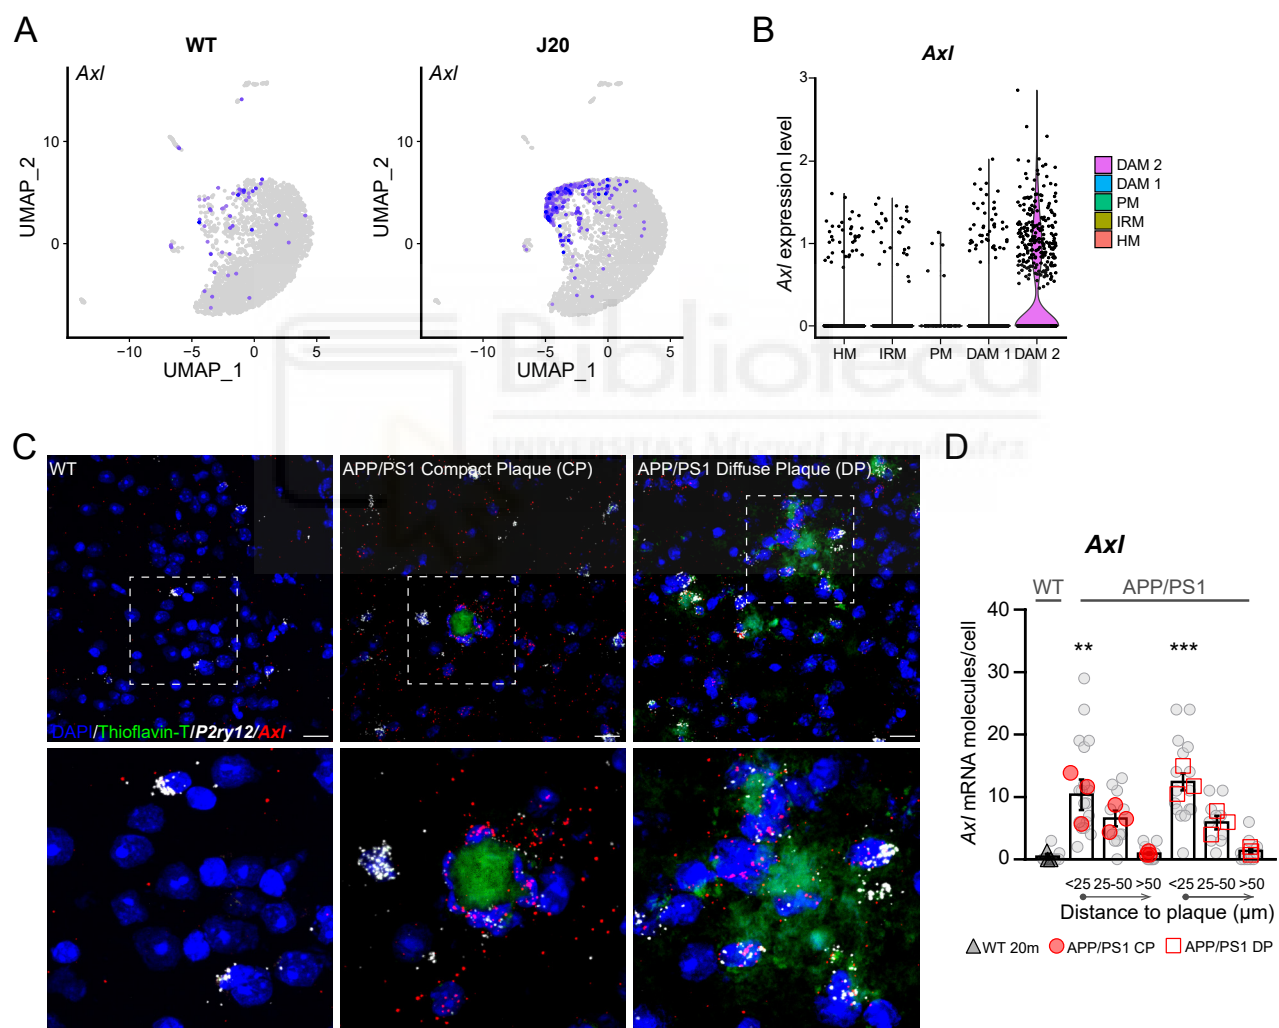 A
WT
Axl
UMAP_2
10
0
−10
−5
0
5
UMAP_1
J20
Axl
UMAP_2
10
0
−10
−5
0
5
UMAP_1
B
Axl
Axl expression level
3
2
1
0
HM
IRM
PM
DAM 1
DAM 2
DAM 2
DAM 1
PM
IRM
HM
Biblioteca
UNIVERSITAS Miguel Hernández
C
WT
APP/PS1 Compact Plaque (CP)
APP/PS1 Diffuse Plaque (DP)
DAPI/Thioflavin-T/P2ry12/Axl
D
Axl
WT
APP/PS1
Axl mRNA molecules/cell
40
30
20
10
0
**
***
<25 25-50 >50 <25 25-50 >50
Distance to plaque (µm)
WT 20m APP/PS1 CP APP/PS1 DP